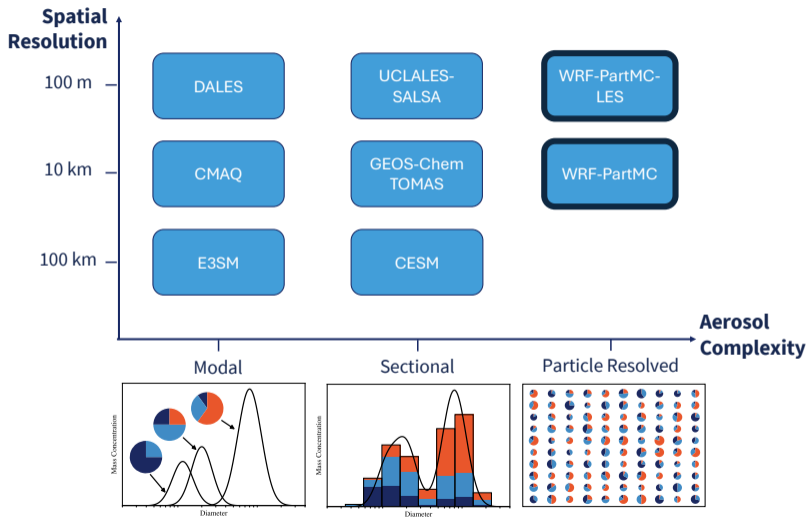 Spatial
Resolution
100 m
DALES
UCLALES-
SALSA
WRF-PartMC-
LES
10 km
CMAQ
GEOS-Chem
TOMAS
WRF-PartMC
100 km
E3SM
CESM
Aerosol
Complexity
Modal
Sectional
Particle Resolved
Mass Concentration
Diameter
Mass Concentration
Diameter